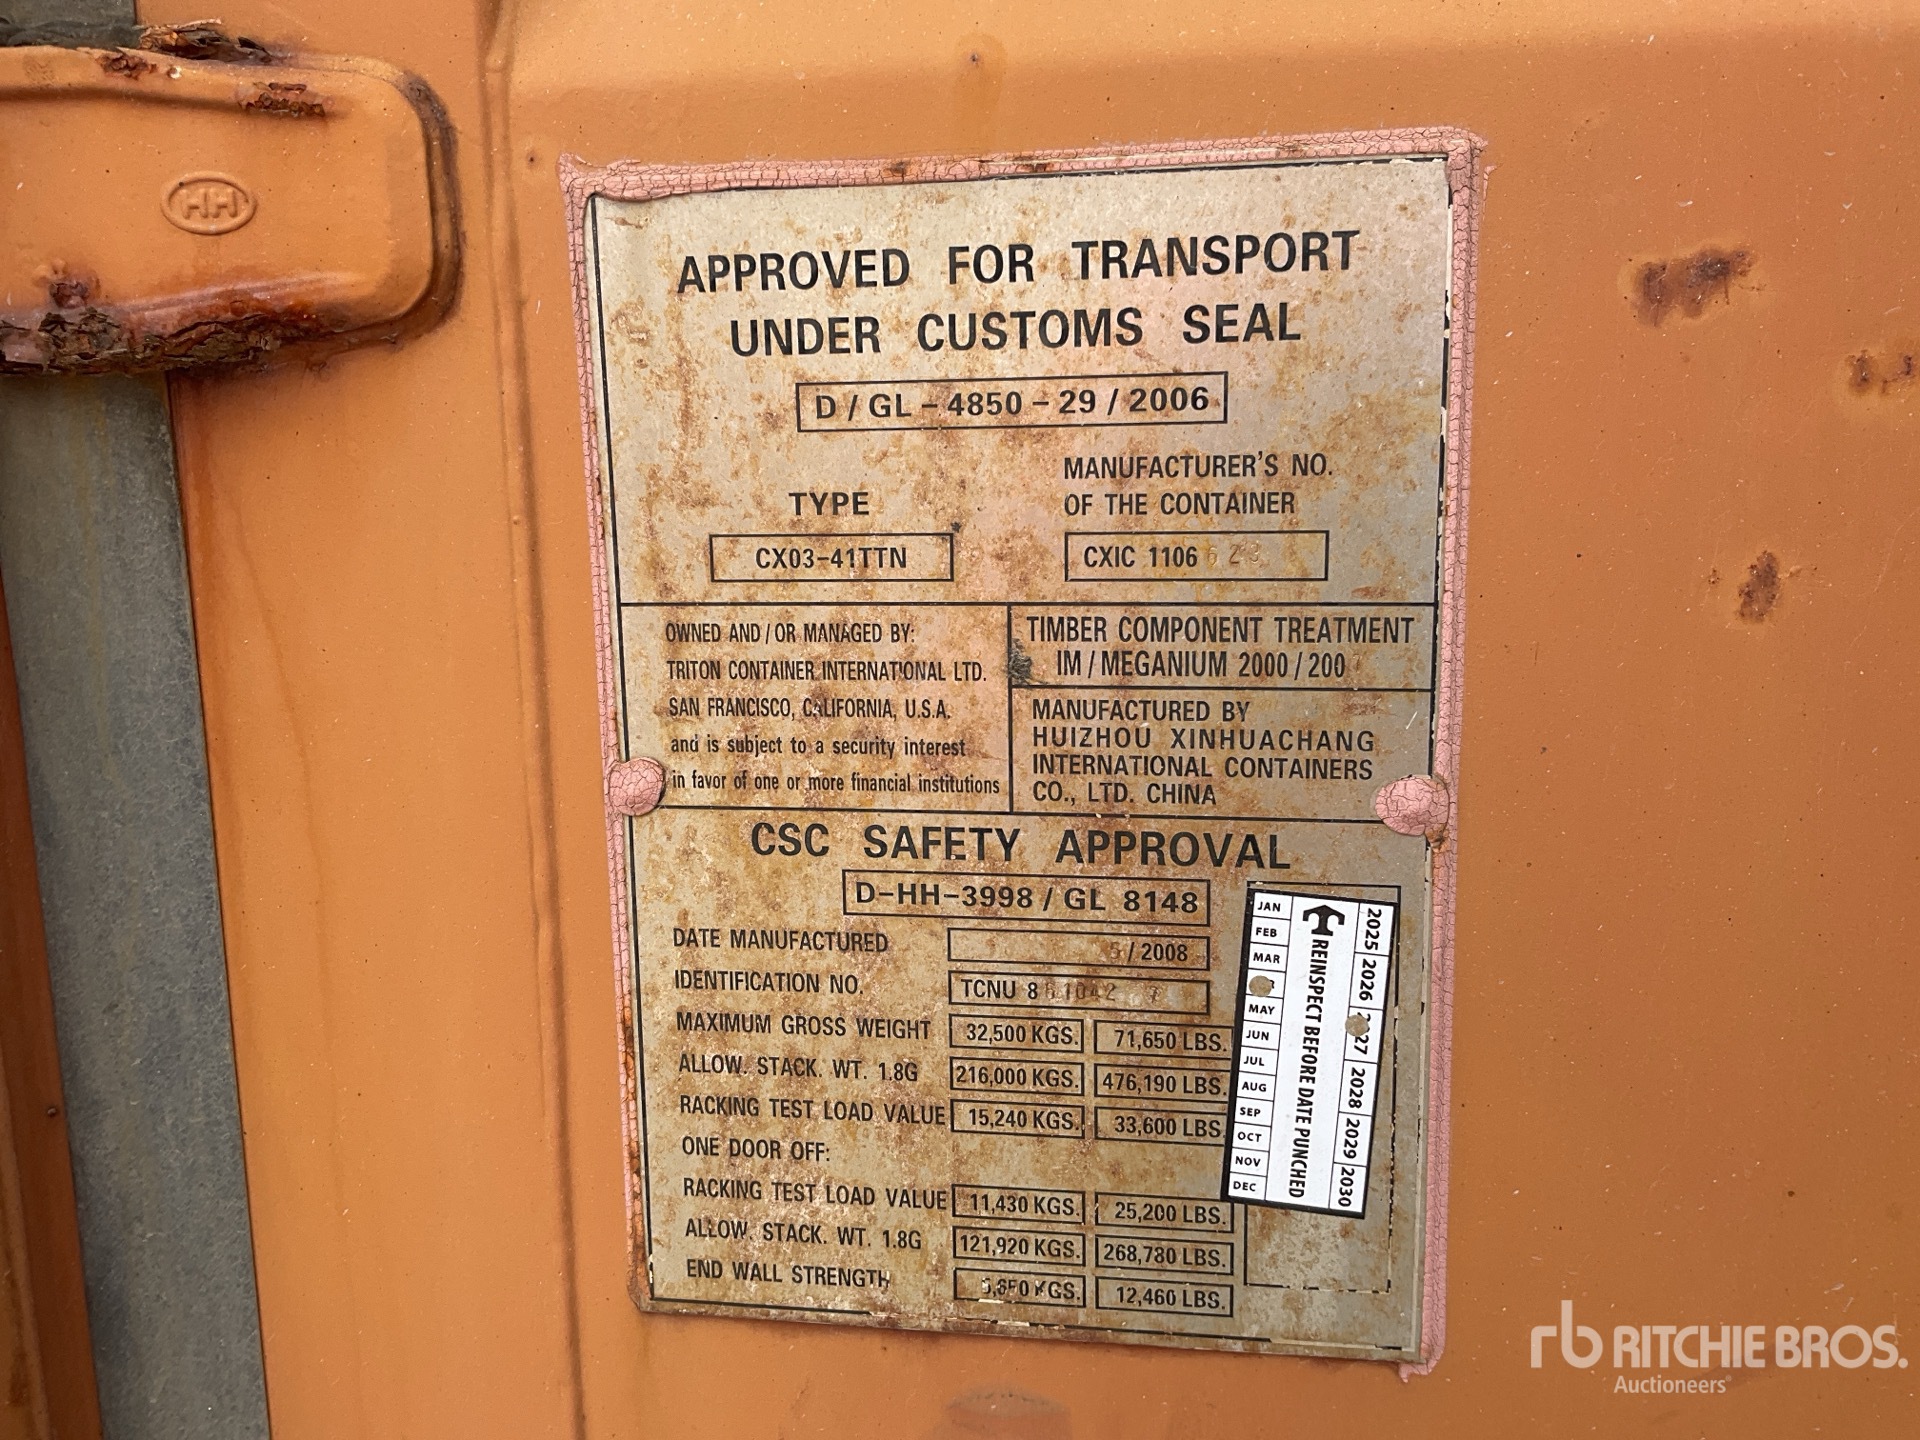 HH
APPROVED FOR TRANSPORT
UNDER CUSTOMS SEAL
D/GL-4850-29/2006
TYPE
CX03-41TTN
MANUFACTURER'S NO.
OF THE CONTAINER
CXIC 1106
OWNED AND/OR MANAGED BY:
TRITON CONTAINER INTERNATIONAL LTD.
SAN FRANCISCO, CALIFORNIA, U.S.A.
and is subject to a security interest
in favor of one or more financial institutions
TIMBER COMPONENT TREATMENT
IM/MEGANIUM 2000/200
MANUFACTURED BY
HUIZHOU XINHUACHANG
INTERNATIONAL CONTAINERS
CO., LTD. CHINA
CSC SAFETY APPROVAL
D-HH-3998/GL 8148
DATE MANUFACTURED 5/2008
IDENTIFICATION NO. TCNU 8
MAXIMUM GROSS WEIGHT 32,500 KGS. 71,650 LBS.
ALLOW. STACK. WT. 1.8G 216,000 KGS. 476,190 LBS.
RACKING TEST LOAD VALUE 15,240 KGS. 33,600 LBS.
ONE DOOR OFF:
RACKING TEST LOAD VALUE 11,430 KGS. 25,200 LBS.
ALLOW. STACK. WT. 1.8G 121,920 KGS. 268,780 LBS.
END WALL STRENGTH KGS. 12,460 LBS.
JAN
FEB
MAR
MAY
JUN
JUL
AUG
SEP
OCT
NOV
DEC
REINSPECT BEFORE DATE PUNCHED
2025 2026 2027 2028 2029 2030
rb RITCHIE BROS.
Auctioneers